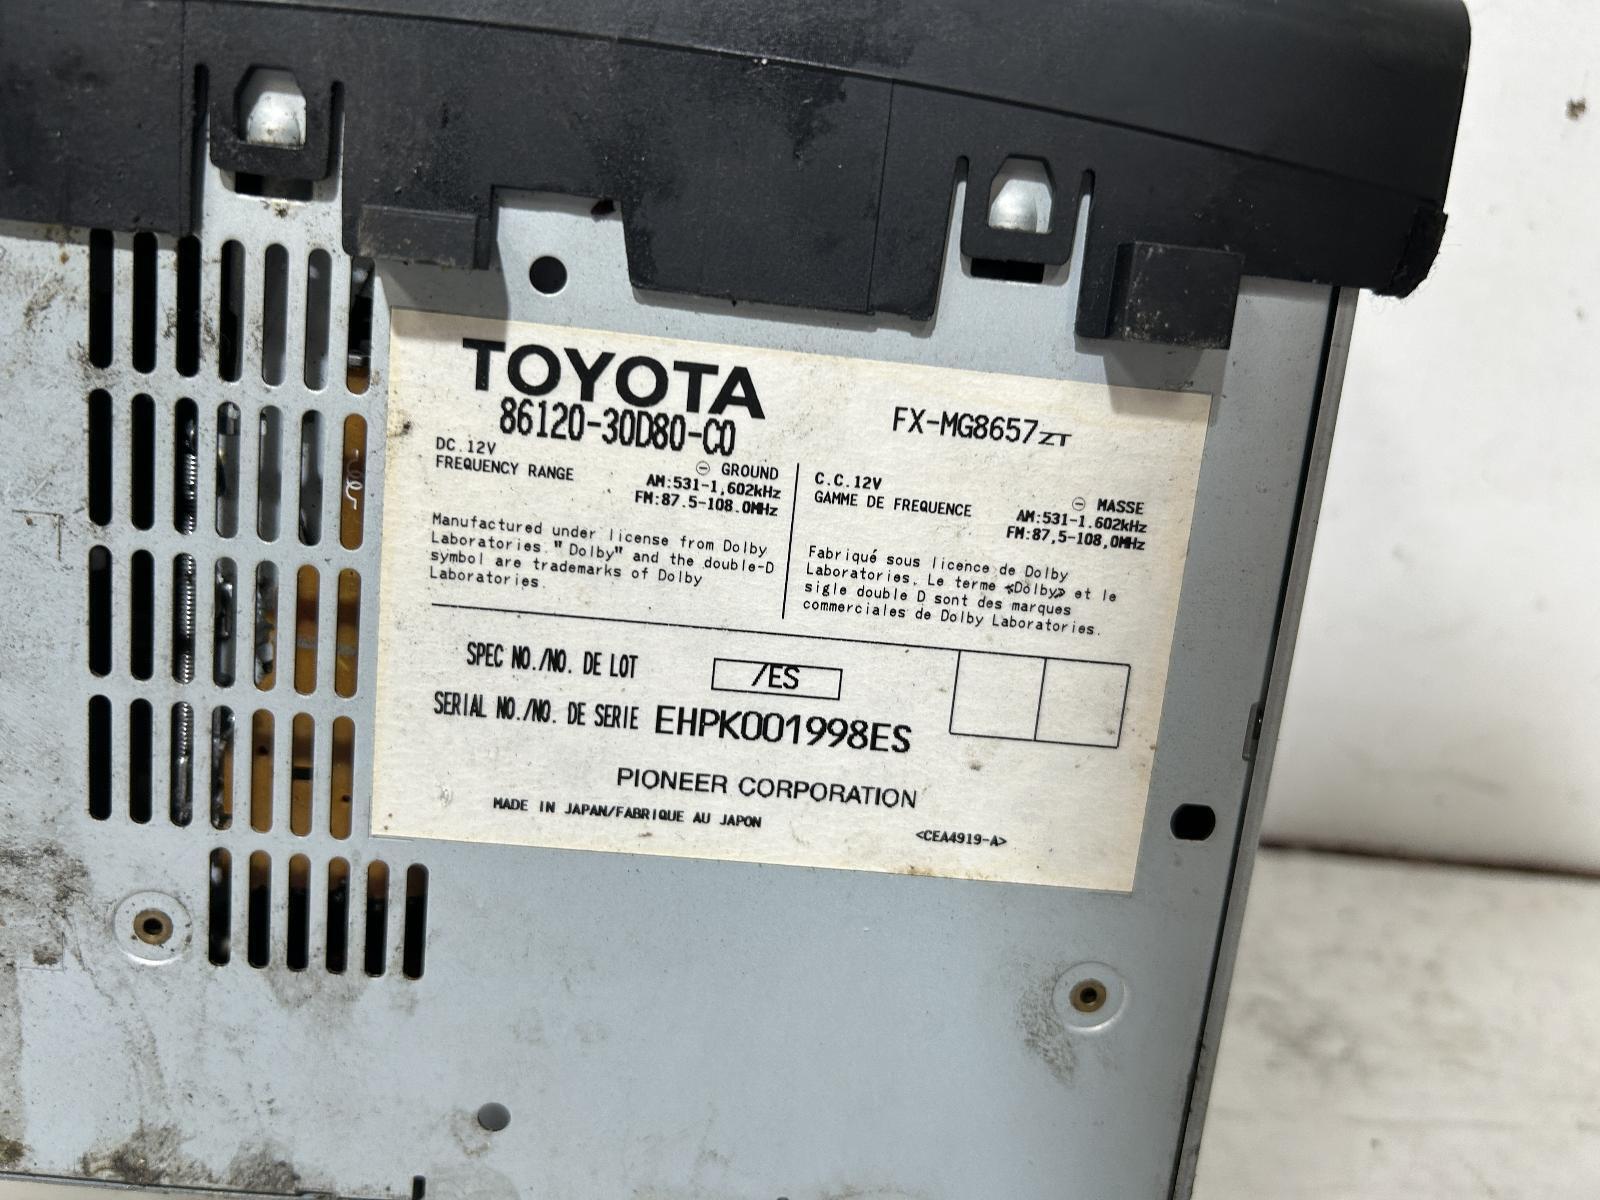 TOYOTA
86120-30D80-C0
FX-MG8657ZT
DC.12V
⊖ GROUND
FREQUENCY RANGE
AM:531-1,602kHz
FM:87.5-108.0MHz
Manufactured under license from Dolby
Laboratories. "Dolby" and the double-D
symbol are trademarks of Dolby
Laboratories.
C.C.12V
⊖ MASSE
GAMME DE FREQUENCE
AM:531-1.602kHz
FM:87,5-108,0MHz
Fabriqué sous licence de Dolby
Laboratories. Le terme «Dolby» et le
sigle double D sont des marques
commerciales de Dolby Laboratories.
SPEC NO./NO. DE LOT /ES
SERIAL NO./NO. DE SERIE EHPK001998ES
PIONEER CORPORATION
MADE IN JAPAN/FABRIQUE AU JAPON
<CEA4919-A>